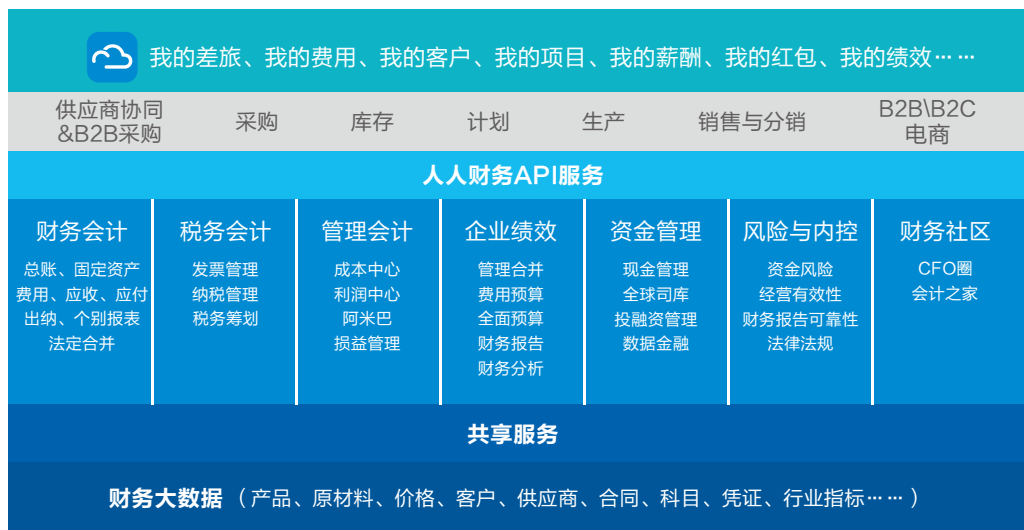 我的差旅、我的费用、我的客户、我的项目、我的薪酬、我的红包、我的绩效……
供应商协同
&B2B采购
采购
库存
计划
生产
销售与分销
B2B\B2C
电商
人人财务API服务
财务会计
总账、固定资产
费用、应收、应付
出纳、个别报表
法定合并
税务会计
发票管理
纳税管理
税务筹划
管理会计
成本中心
利润中心
阿米巴
损益管理
企业绩效
管理合并
费用预算
全面预算
财务报告
财务分析
资金管理
现金管理
全球司库
投融资管理
数据金融
风险与内控
资金风险
经营有效性
财务报告可靠性
法律法规
财务社区
CFO圈
会计之家
共享服务
财务大数据（产品、原材料、价格、客户、供应商、合同、科目、凭证、行业指标……）